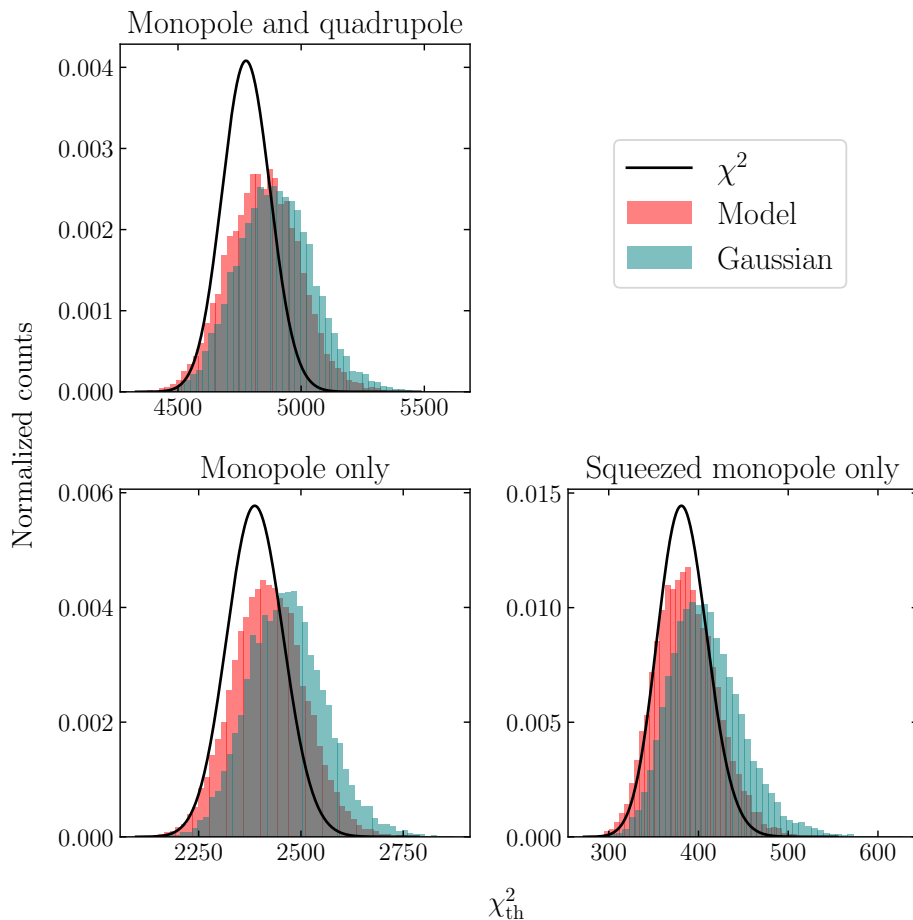 Monopole and quadrupole
0.004
0.003
0.002
0.001
0.000
4500 5000 5500
χ²
Model
Gaussian
Normalized counts
Monopole only
0.006
0.004
0.002
0.000
2250 2500 2750
Squeezed monopole only
0.015
0.010
0.005
0.000
300 400 500 600
χ²_th